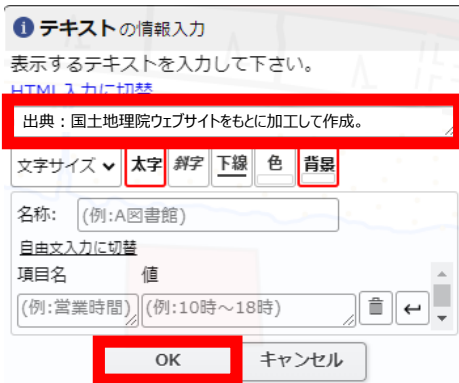 テキストの情報入力
表示するテキストを入力して下さい。
HTML入力に切替
出典：国土地理院ウェブサイトをもとに加工して作成。
文字サイズ 太字 斜字 下線 色 背景
名称: (例:A図書館)
自由文入力に切替
項目名 値
(例:営業時間) (例:10時～18時)
OK キャンセル